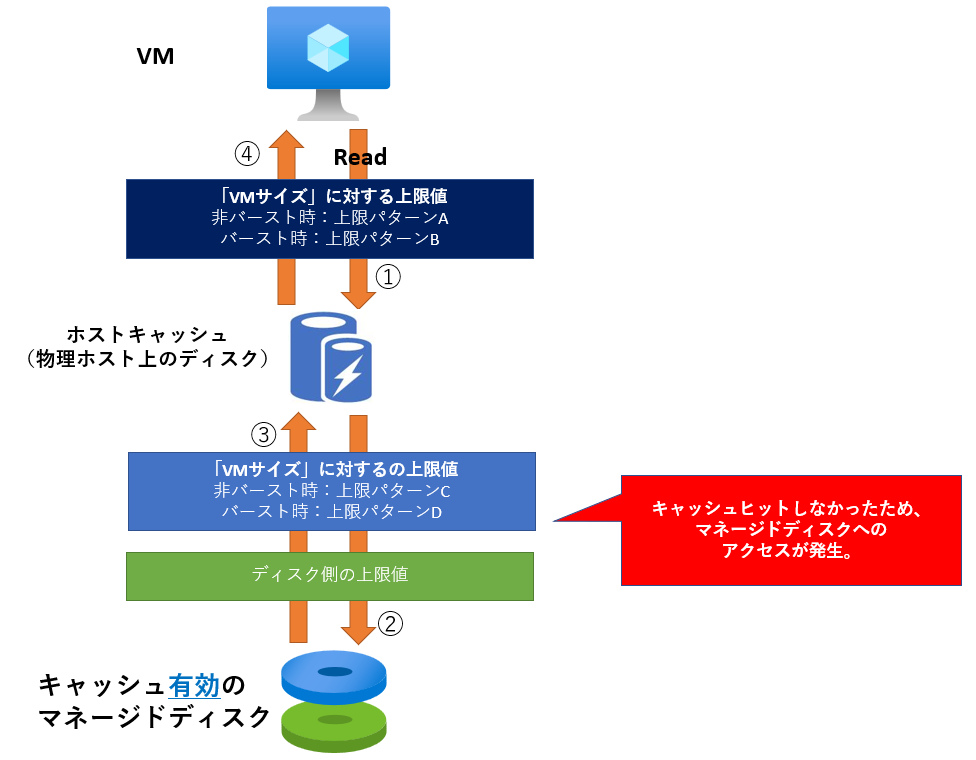 VM
④
Read
「VMサイズ」に対する上限値
非バースト時：上限パターンA
バースト時：上限パターンB
①
ホストキャッシュ
（物理ホスト上のディスク）
③
「VMサイズ」に対するの上限値
非バースト時：上限パターンC
バースト時：上限パターンD
キャッシュヒットしなかったため、
マネージドディスクへの
アクセスが発生。
ディスク側の上限値
②
キャッシュ有効の
マネージドディスク